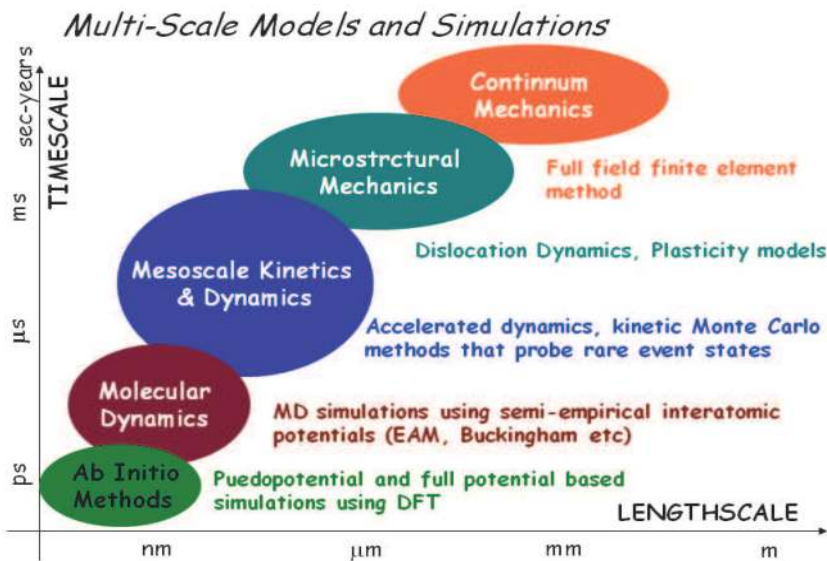 Multi-Scale Models and Simulations
sec-years
TIMESCALE
Continnum
Mechanics
Microstrctural
Mechanics
Full field finite element
method
ms
Mesoscale Kinetics
& Dynamics
Dislocation Dynamics, Plasticity models
μs
Accelerated dynamics, kinetic Monte Carlo
methods that probe rare event states
Molecular
Dynamics
MD simulations using semi-empirical interatomic
potentials (EAM, Buckingham etc)
ps
Ab Initio
Methods
Puedopotential and full potential based
simulations using DFT
LENGTHSCALE
nm
μm
mm
m